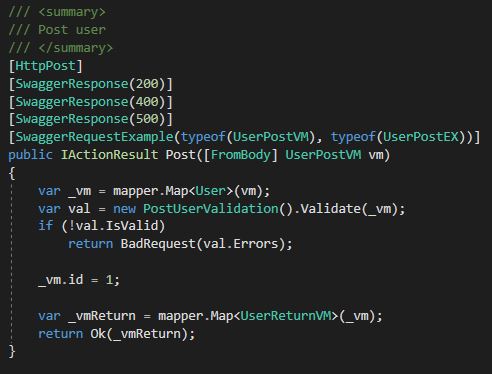 /// <summary>
/// Post user
/// </summary>
[HttpPost]
[SwaggerResponse(200)]
[SwaggerResponse(400)]
[SwaggerResponse(500)]
[SwaggerRequestExample(typeof(UserPostVM), typeof(UserPostEX))]
public IActionResult Post([FromBody] UserPostVM vm)
{
    var _vm = mapper.Map<User>(vm);
    var val = new PostUserValidation().Validate(_vm);
    if (!val.IsValid)
        return BadRequest(val.Errors);

    _vm.id = 1;

    var _vmReturn = mapper.Map<UserReturnVM>(_vm);
    return Ok(_vmReturn);
}